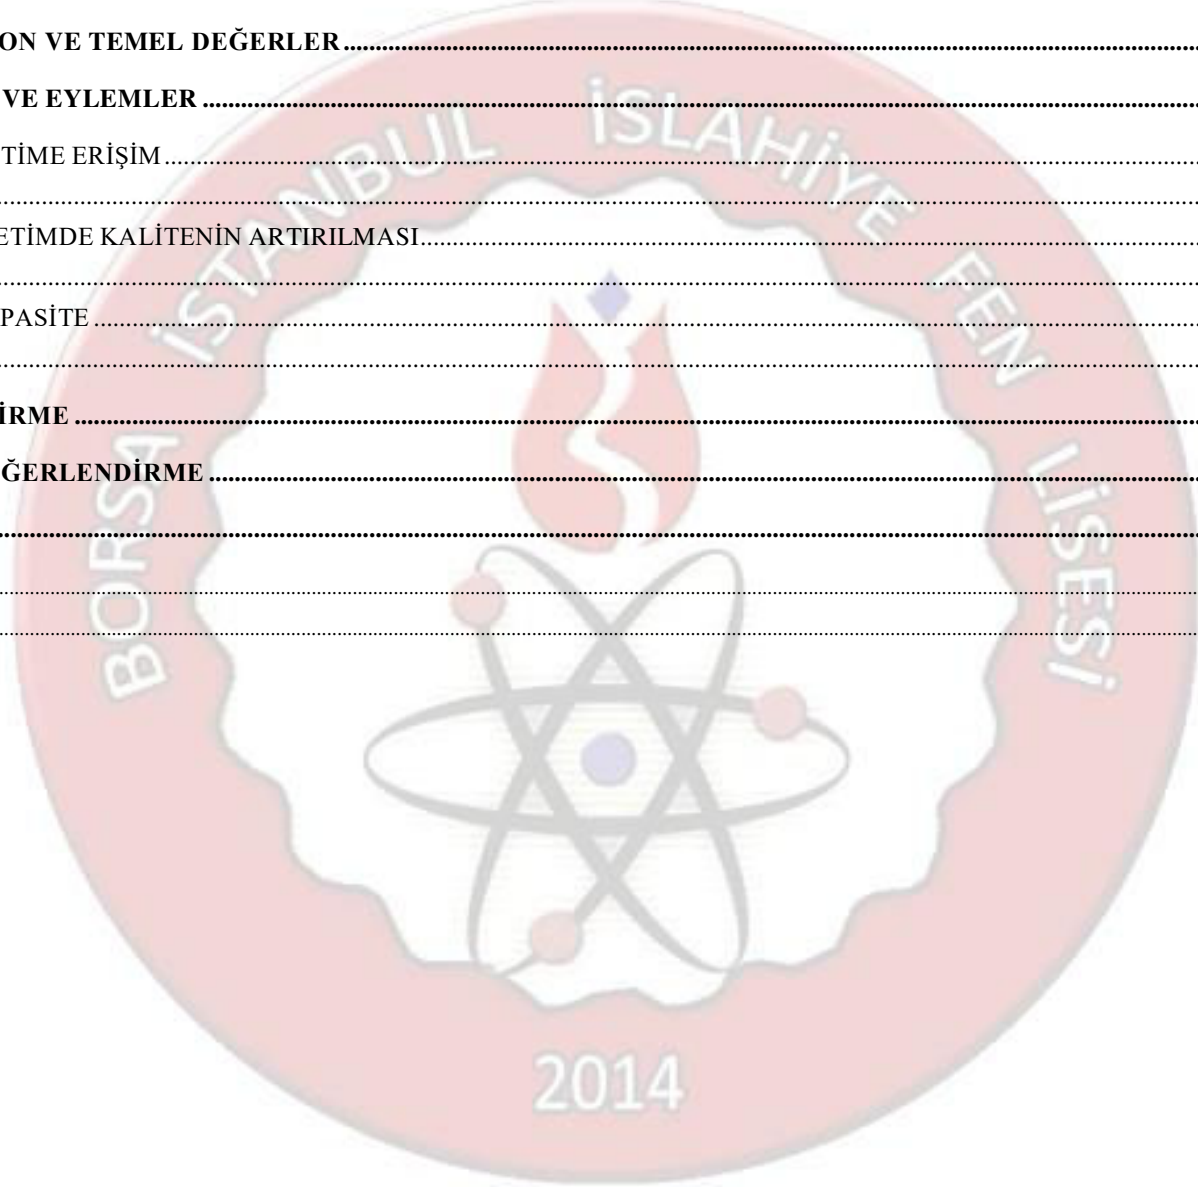 ON VE TEMEL DEĞERLER
VE EYLEMLER
TİME ERİŞİM
ETİMDE KALİTENİN ARTIRILMASI
PASİTE
İRME
ĞERLENDİRME
BORSA İSTANBUL İSLAHİYE FEN LİSESİ
2014